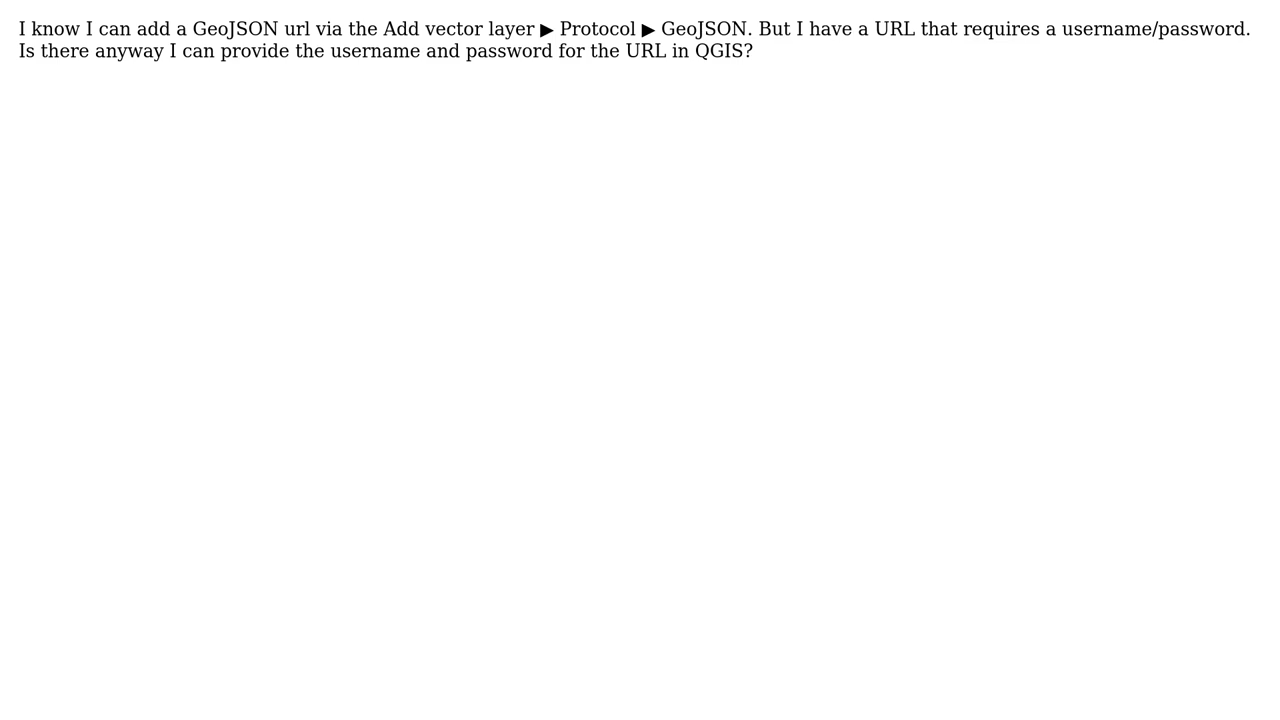 I know I can add a GeoJSON url via the Add vector layer ▶ Protocol ▶ GeoJSON. But I have a URL that requires a username/password.
Is there anyway I can provide the username and password for the URL in QGIS?